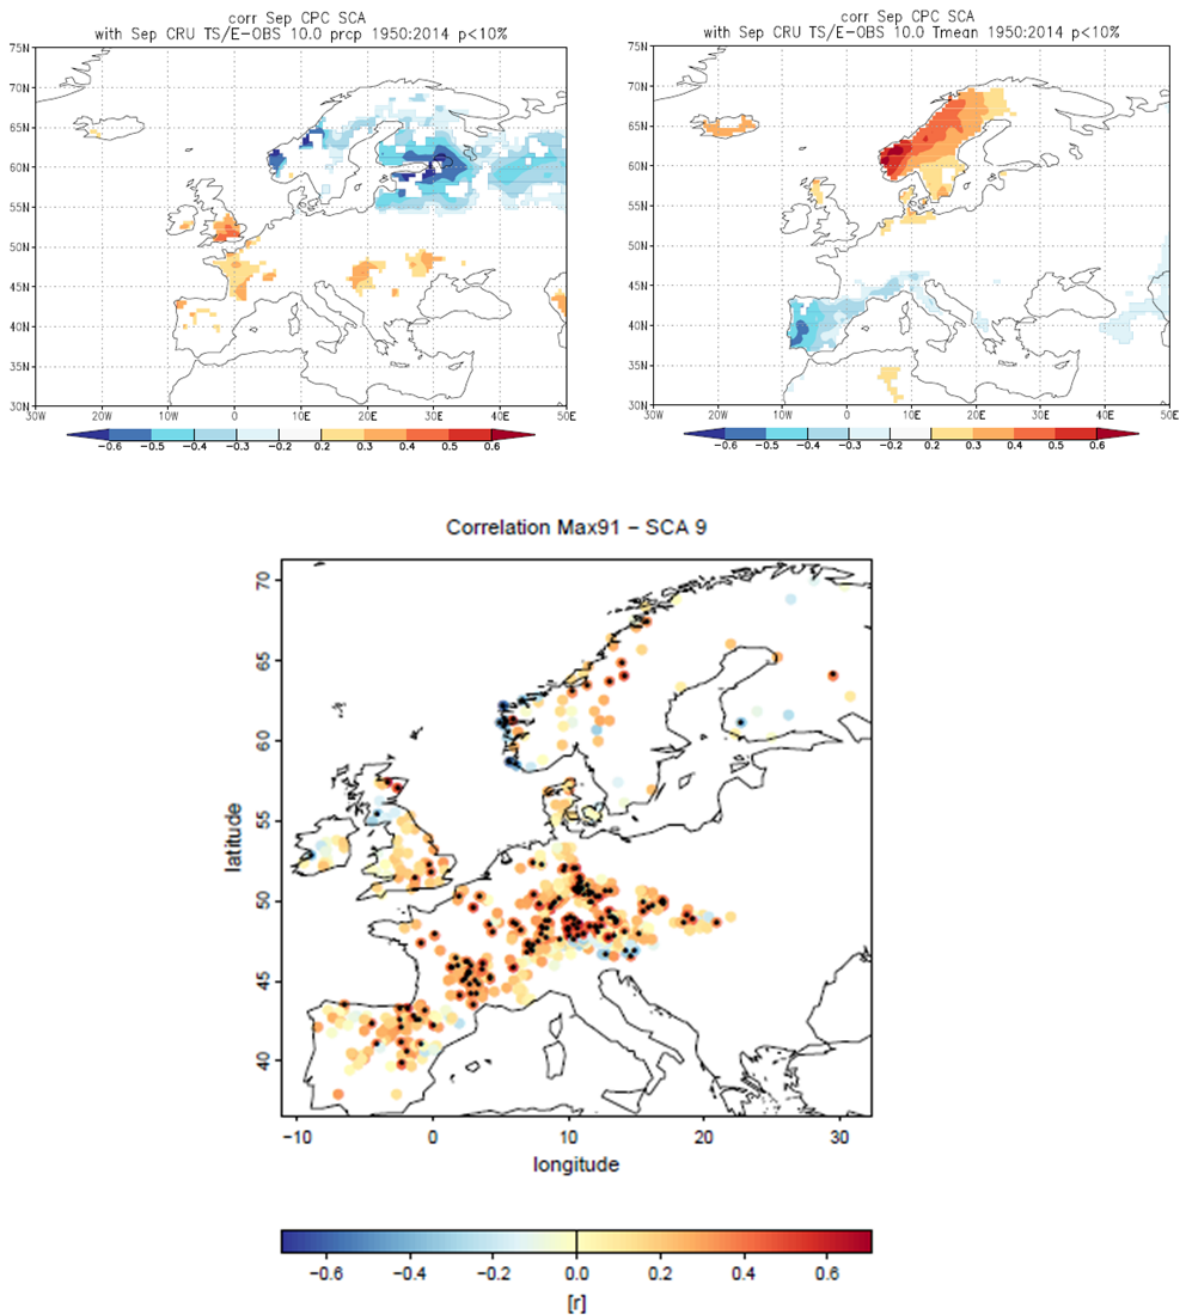 corr Sep CPC SCA
with Sep CRU TS/E-OBS 10.0 prcp 1950:2014 p<10%
75N
70N
65N
60N
55N
50N
45N
40N
35N
30N
30W 20W 10W 0 10E 20E 30E 40E 50E
-0.6 -0.5 -0.4 -0.3 -0.2 0.2 0.3 0.4 0.5 0.6
corr Sep CPC SCA
with Sep CRU TS/E-OBS 10.0 Tmean 1950:2014 p<10%
75N
70N
65N
60N
55N
50N
45N
40N
35N
30N
30W 20W 10W 0 10E 20E 30E 40E 50E
-0.6 -0.5 -0.4 -0.3 -0.2 0.2 0.3 0.4 0.5 0.6
Correlation Max91 − SCA 9
latitude
70
65
60
55
50
45
40
−10 0 10 20 30
longitude
−0.6 −0.4 −0.2 0.0 0.2 0.4 0.6
[r]